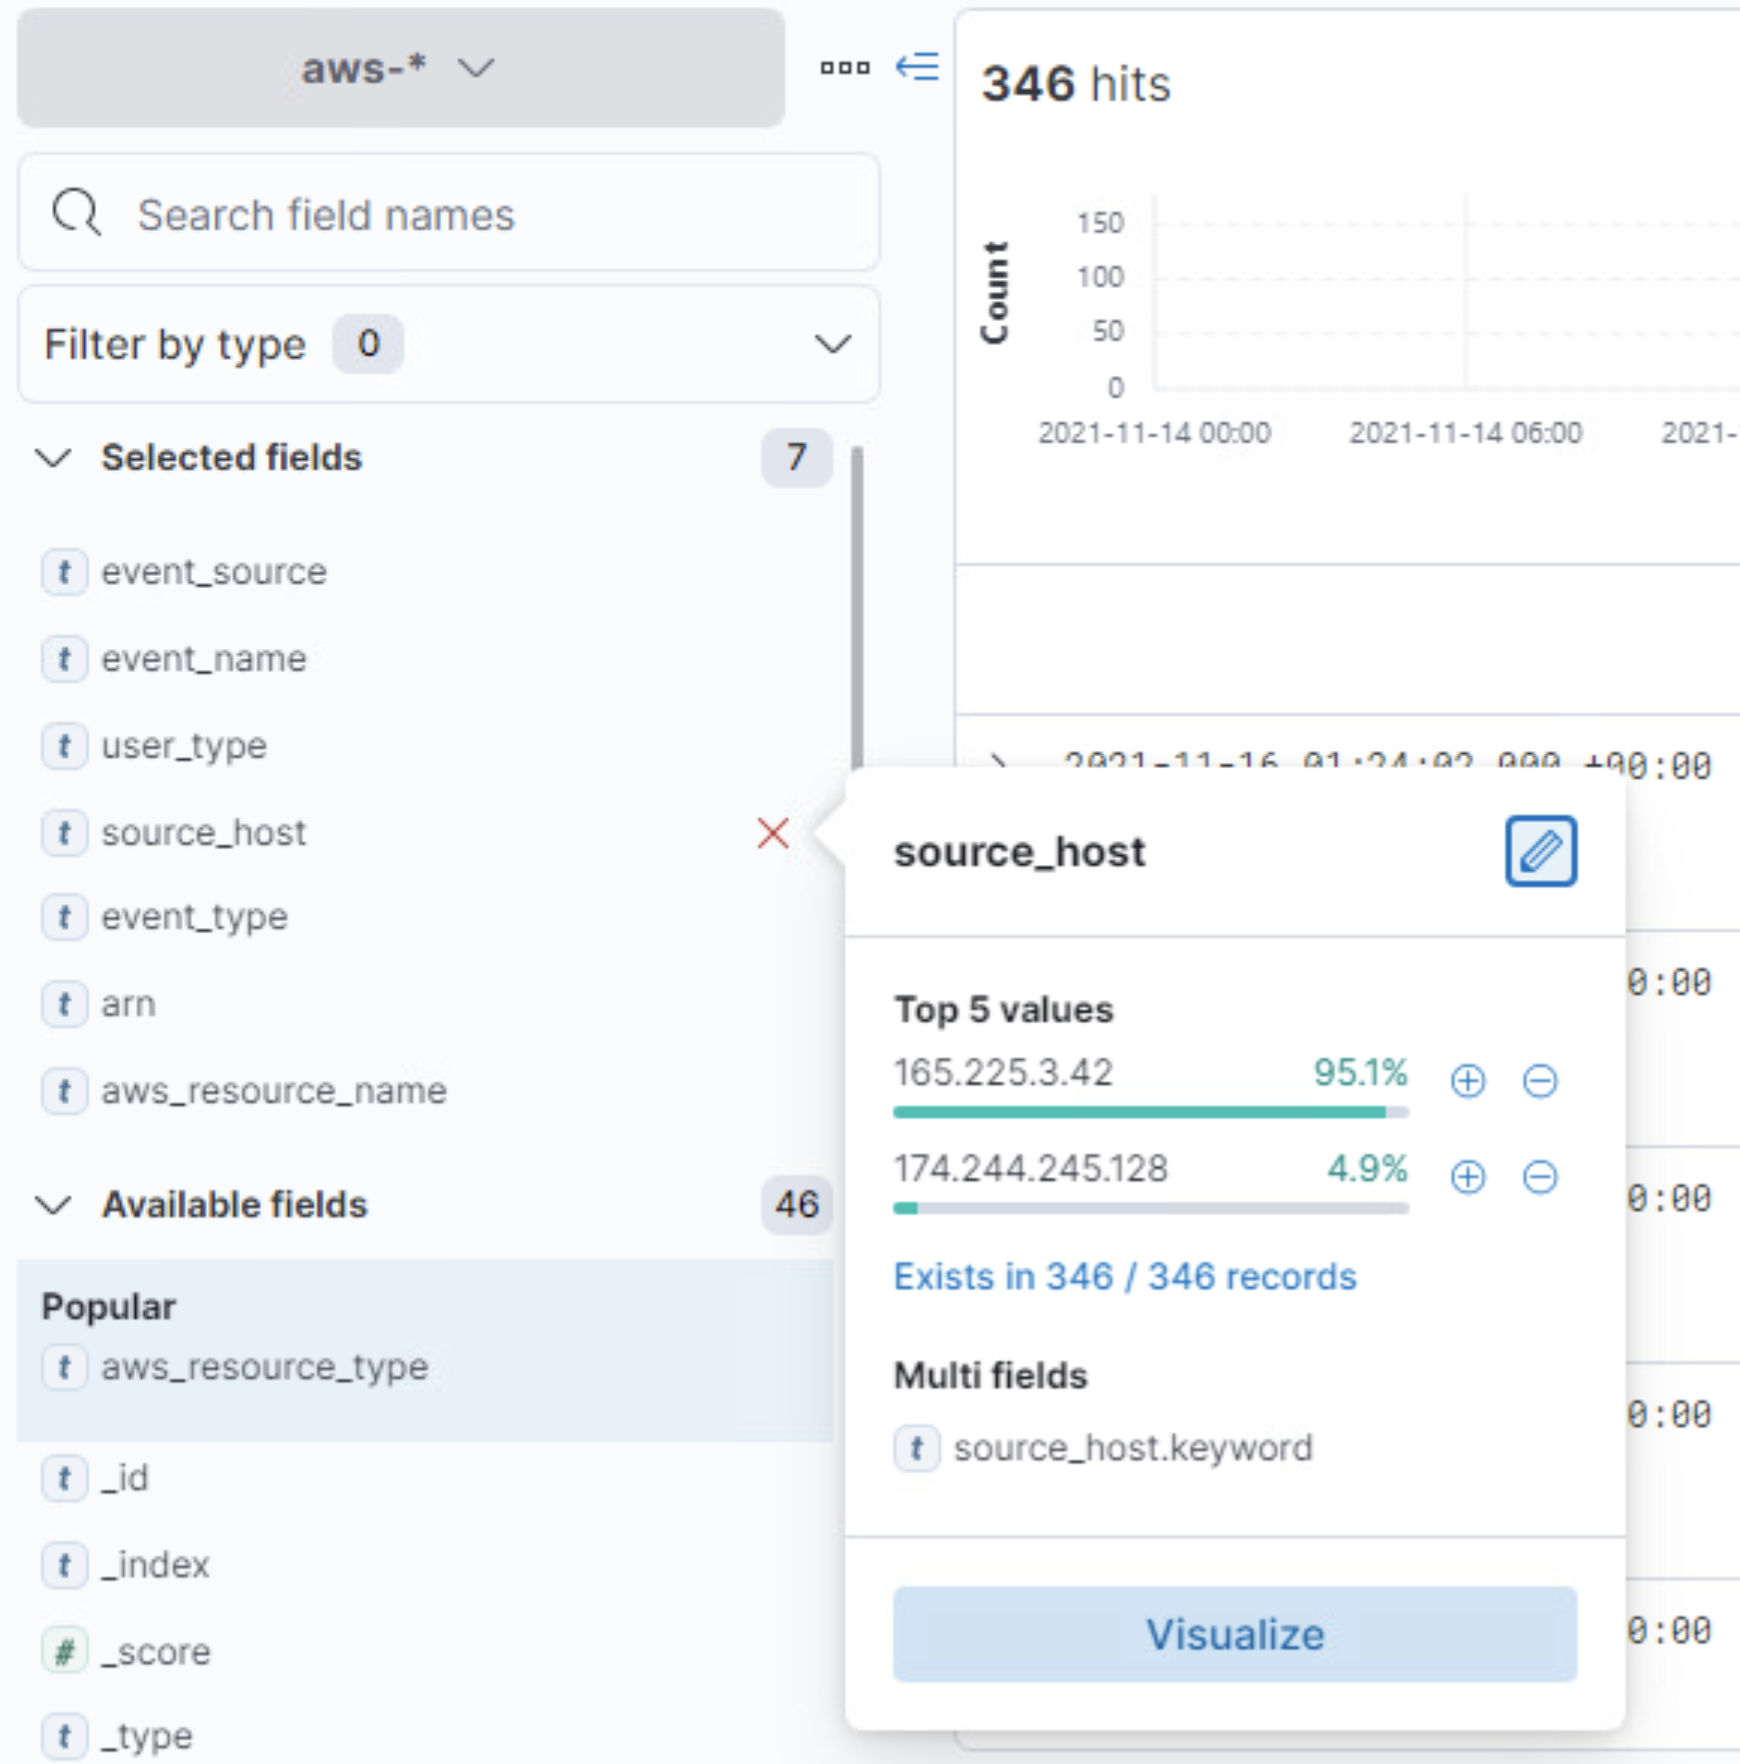 aws-*
346 hits
Search field names
150
100
50
0
Count
2021-11-14 00:00
2021-11-14 06:00
2021-
Filter by type 0
Selected fields 7
t event_source
t event_name
t user_type
t source_host
t event_type
t arn
t aws_resource_name
Available fields 46
Popular
t aws_resource_type
t _id
t _index
# _score
t _type
2021-11-16 01:24:02.000 +00:00
source_host
Top 5 values
165.225.3.42 95.1%
174.244.245.128 4.9%
Exists in 346 / 346 records
Multi fields
t source_host.keyword
Visualize
0:00
0:00
0:00
0:00